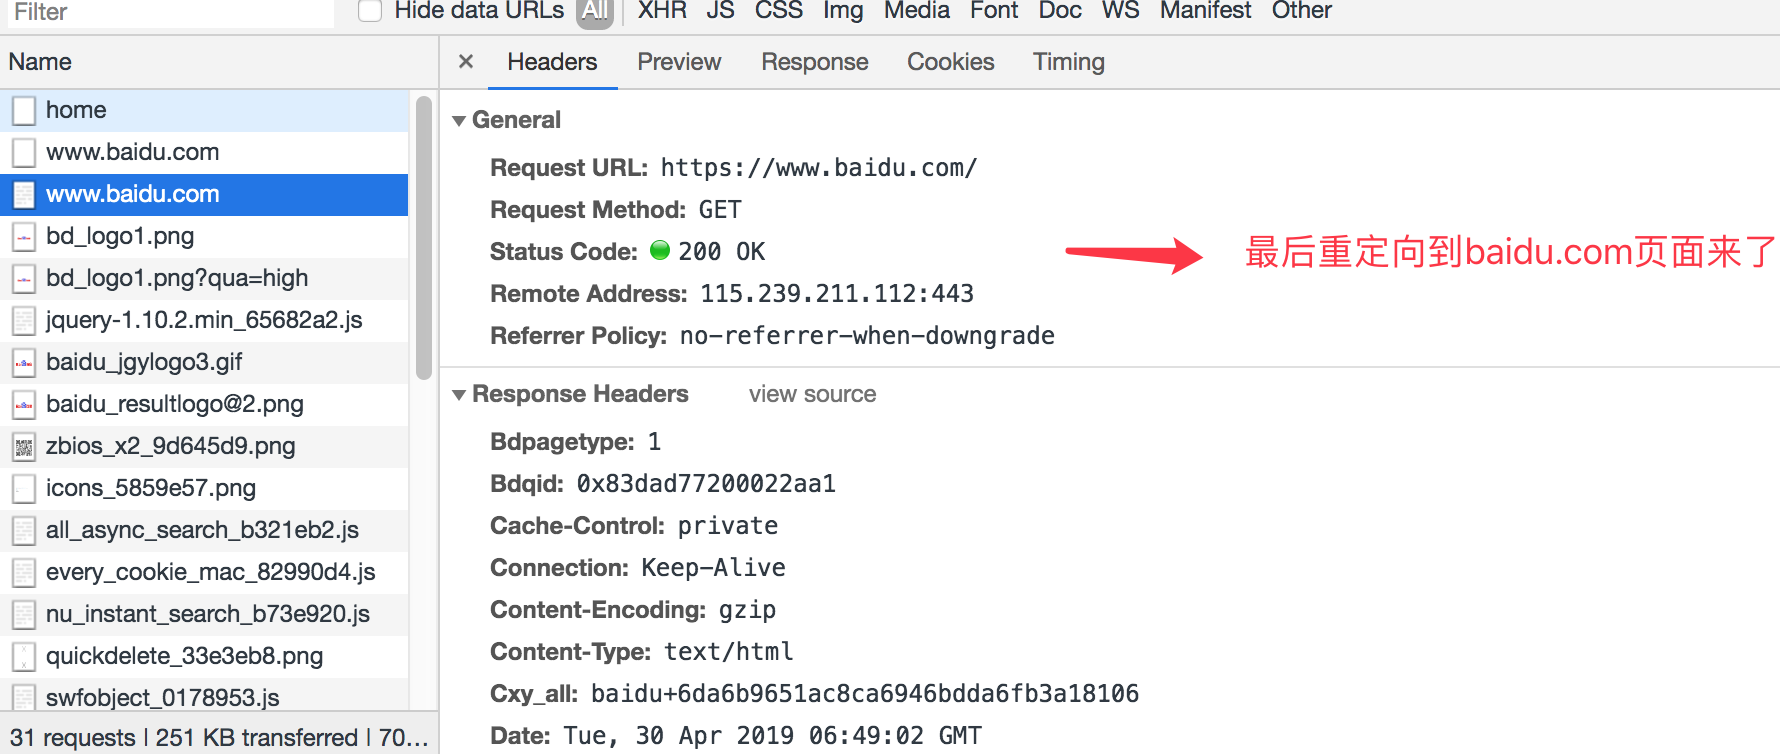 Filter
Hide data URLs All XHR JS CSS Img Media Font Doc WS Manifest Other
Name
× Headers Preview Response Cookies Timing
home
www.baidu.com
www.baidu.com
bd_logo1.png
bd_logo1.png?qua=high
jquery-1.10.2.min_65682a2.js
baidu_jgylogo3.gif
baidu_resultlogo@2.png
zbios_x2_9d645d9.png
icons_5859e57.png
all_async_search_b321eb2.js
every_cookie_mac_82990d4.js
nu_instant_search_b73e920.js
quickdelete_33e3eb8.png
swfobject_0178953.js
31 requests | 251 KB transferred | 70...
General
Request URL: https://www.baidu.com/
Request Method: GET
Status Code: 200 OK
最后重定向到baidu.com页面来了
Remote Address: 115.239.211.112:443
Referrer Policy: no-referrer-when-downgrade
Response Headers view source
Bdpagetype: 1
Bdqid: 0x83dad77200022aa1
Cache-Control: private
Connection: Keep-Alive
Content-Encoding: gzip
Content-Type: text/html
Cxy_all: baidu+6da6b9651ac8ca6946bdda6fb3a18106
Date: Tue, 30 Apr 2019 06:49:02 GMT